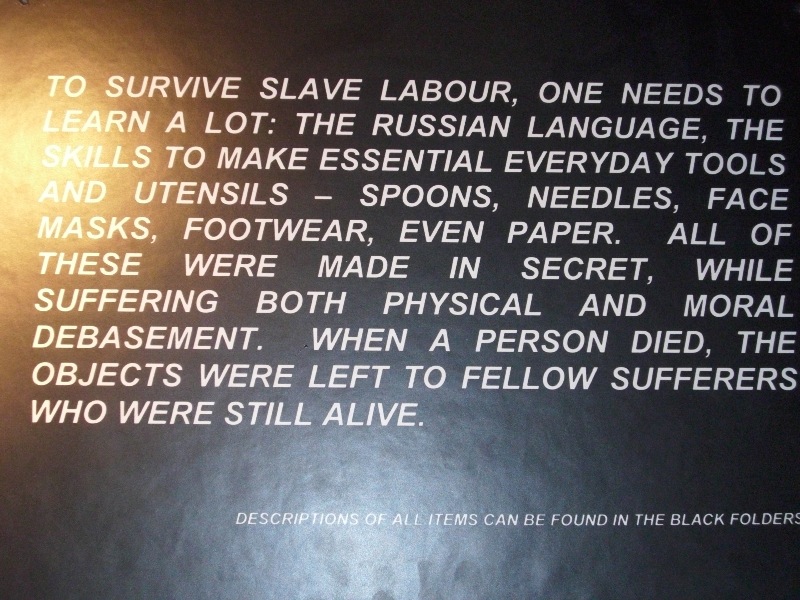 TO SURVIVE SLAVE LABOUR, ONE NEEDS TO
LEARN A LOT: THE RUSSIAN LANGUAGE, THE
SKILLS TO MAKE ESSENTIAL EVERYDAY TOOLS
AND UTENSILS – SPOONS, NEEDLES, FACE
MASKS, FOOTWEAR, EVEN PAPER. ALL OF
THESE WERE MADE IN SECRET, WHILE
SUFFERING BOTH PHYSICAL AND MORAL
DEBASEMENT. WHEN A PERSON DIED, THE
OBJECTS WERE LEFT TO FELLOW SUFFERERS
WHO WERE STILL ALIVE.
DESCRIPTIONS OF ALL ITEMS CAN BE FOUND IN THE BLACK FOLDERS